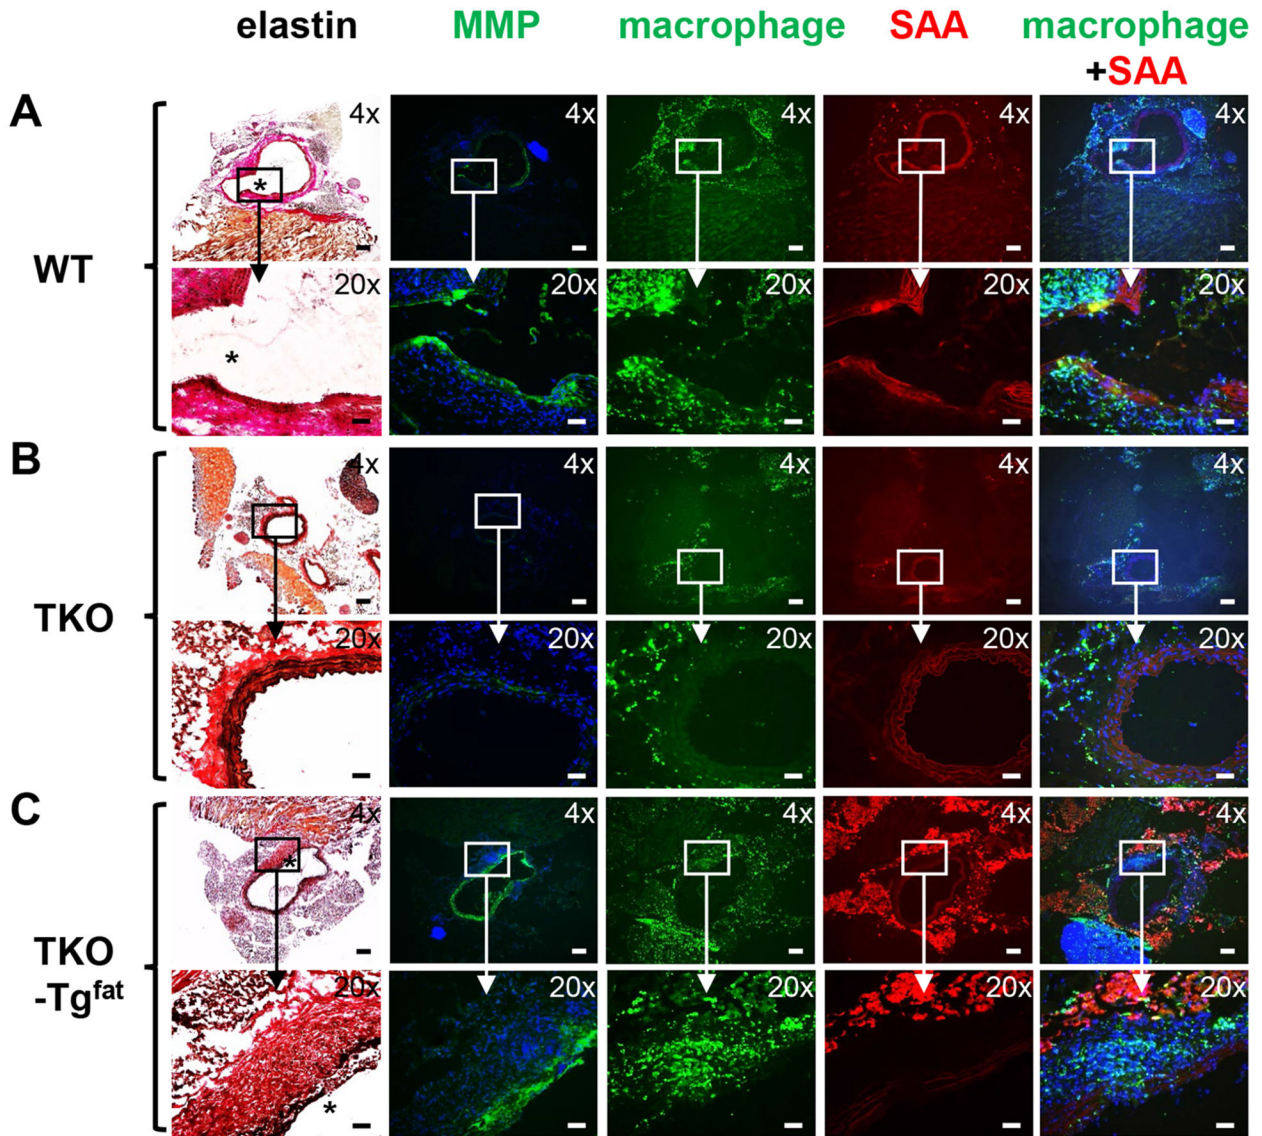 elastin MMP macrophage SAA macrophage
+SAA
A
4x 4x 4x 4x 4x
WT
* 
20x 20x 20x 20x 20x
*
B
4x 4x 4x 4x 4x
TKO
20x 20x 20x 20x 20x
C
4x 4x 4x 4x 4x
*
TKO
-Tgfat
20x 20x 20x 20x 20x
*